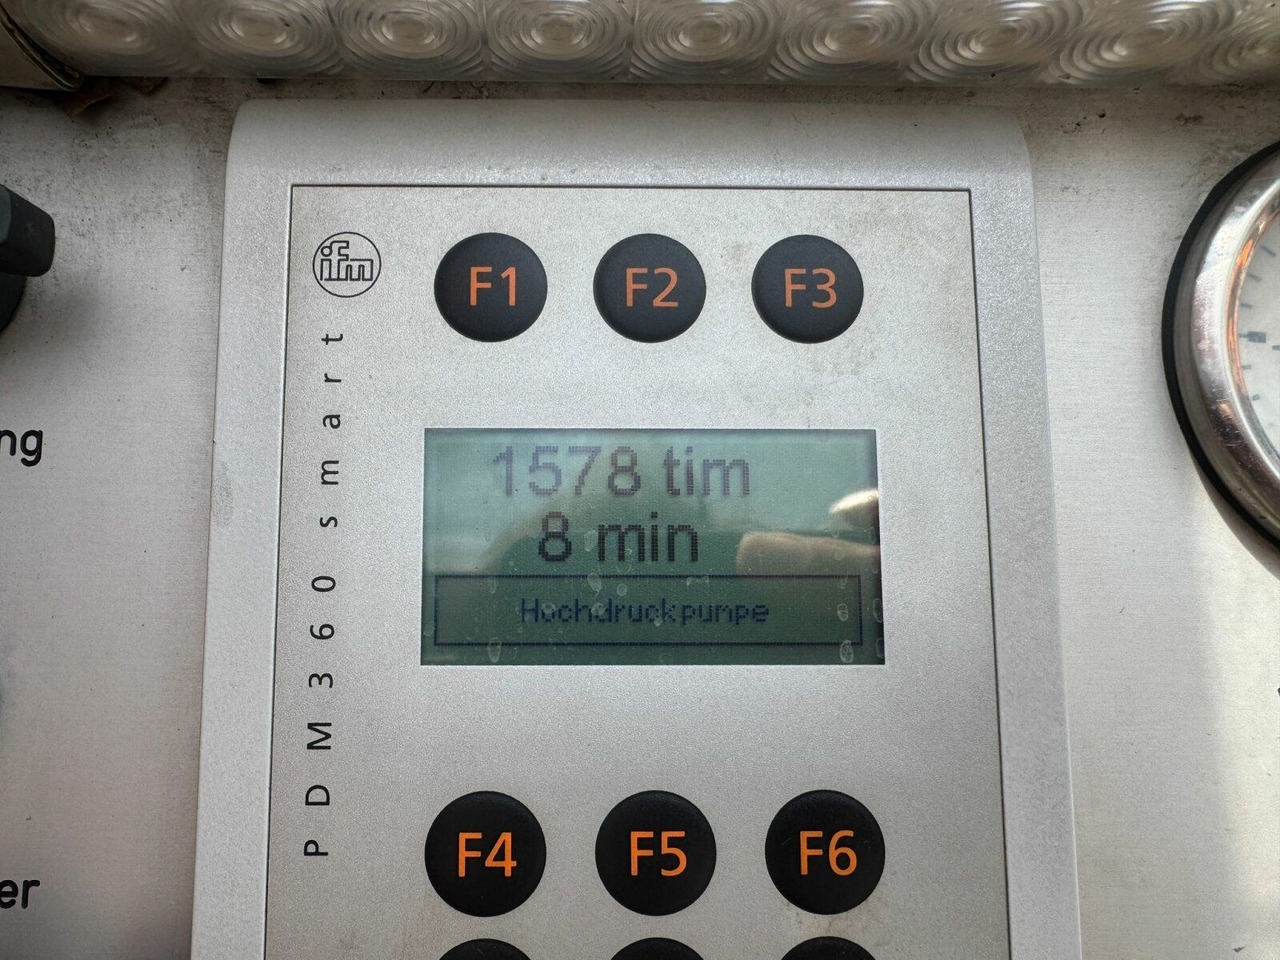 ifm
F1 F2 F3
PDM360 smart
ng
1578 tim
8 min
Hochdruckpumpe
F4 F5 F6
er